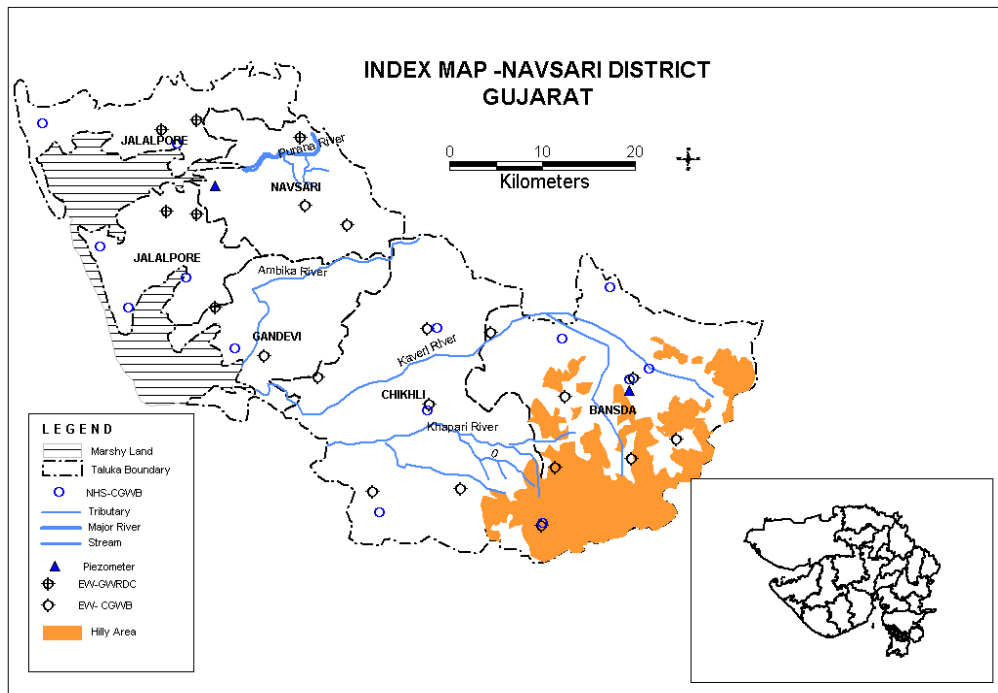 INDEX MAP -NAVSARI DISTRICT
GUJARAT
0 10 20
Kilometers
JALALPORE
Purana River
NAVSARI
JALALPORE
Ambika River
GANDEVI
Kaveri River
CHIKHLI
BANSDA
Khapari River
0
LEGEND
Marshy Land
Taluka Boundary
NHS-CGWB
Tributary
Major River
Stream
Piezometer
EW-GWRDC
EW- CGWB
Hilly Area